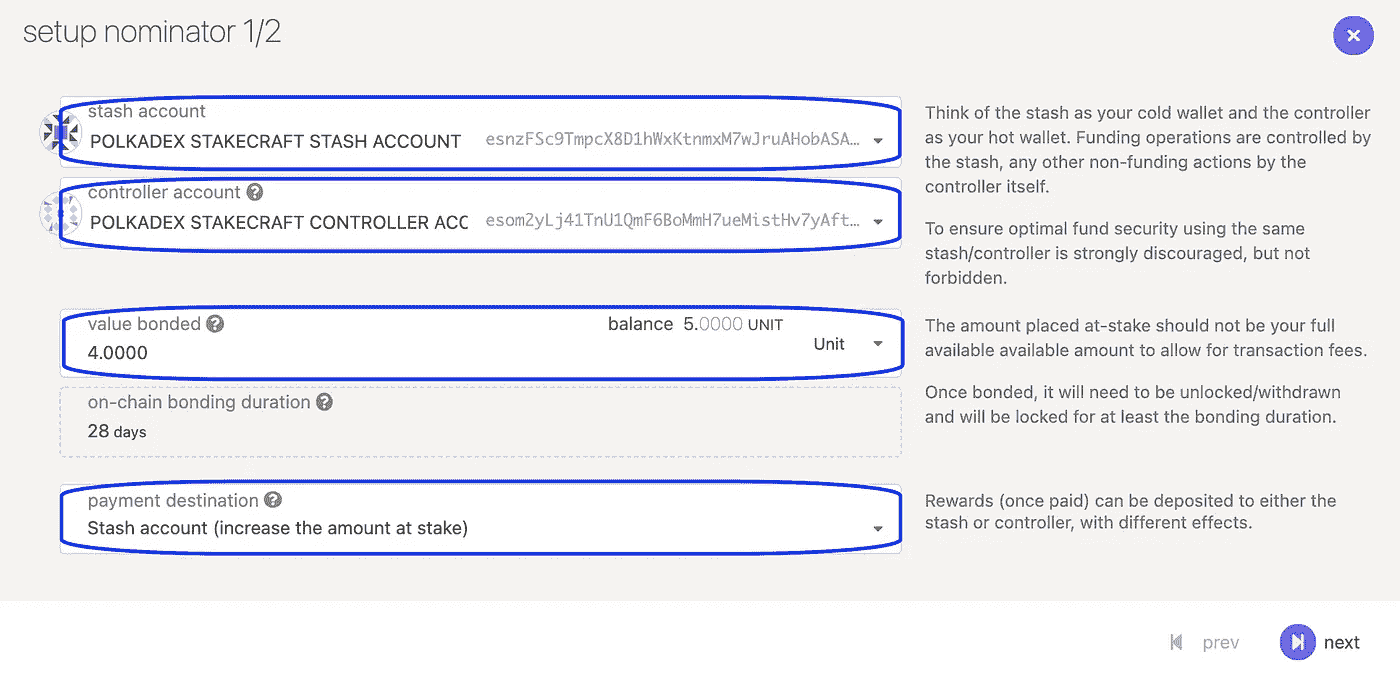 setup nominator 1/2
stash account
POLKADEX STAKECRAFT STASH ACCOUNT esnzFSc9TmpcX8D1hWxKtnmxM7wJruAHobASA…
controller account
POLKADEX STAKECRAFT CONTROLLER ACC esom2yLj41TnU1QmF6BoMmH7ueMistHv7yAft…
Think of the stash as your cold wallet and the controller
as your hot wallet. Funding operations are controlled by
the stash, any other non-funding actions by the
controller itself.
To ensure optimal fund security using the same
stash/controller is strongly discouraged, but not
forbidden.
value bonded
balance 5.0000 UNIT
4.0000
Unit
on-chain bonding duration
28 days
The amount placed at-stake should not be your full
available available amount to allow for transaction fees.
Once bonded, it will need to be unlocked/withdrawn
and will be locked for at least the bonding duration.
payment destination
Stash account (increase the amount at stake)
Rewards (once paid) can be deposited to either the
stash or controller, with different effects.
prev
next